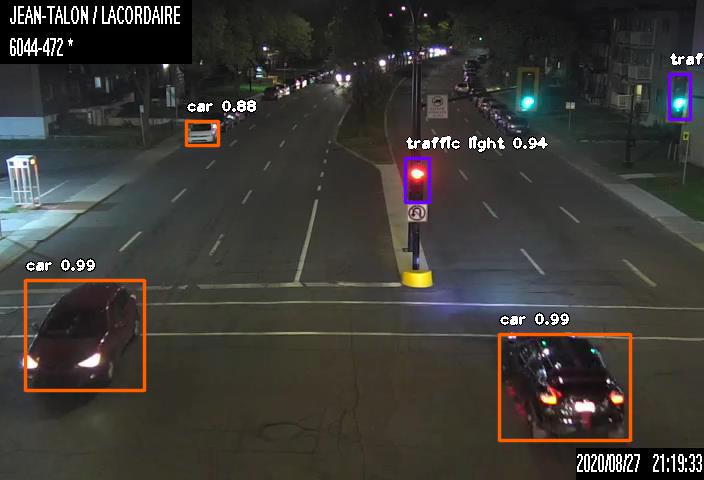 JEAN-TALON / LACORDAIRE
6044-472 *
traf
car 0.88
traffic light 0.94
car 0.99
car 0.99
2020/08/27 21:19:33